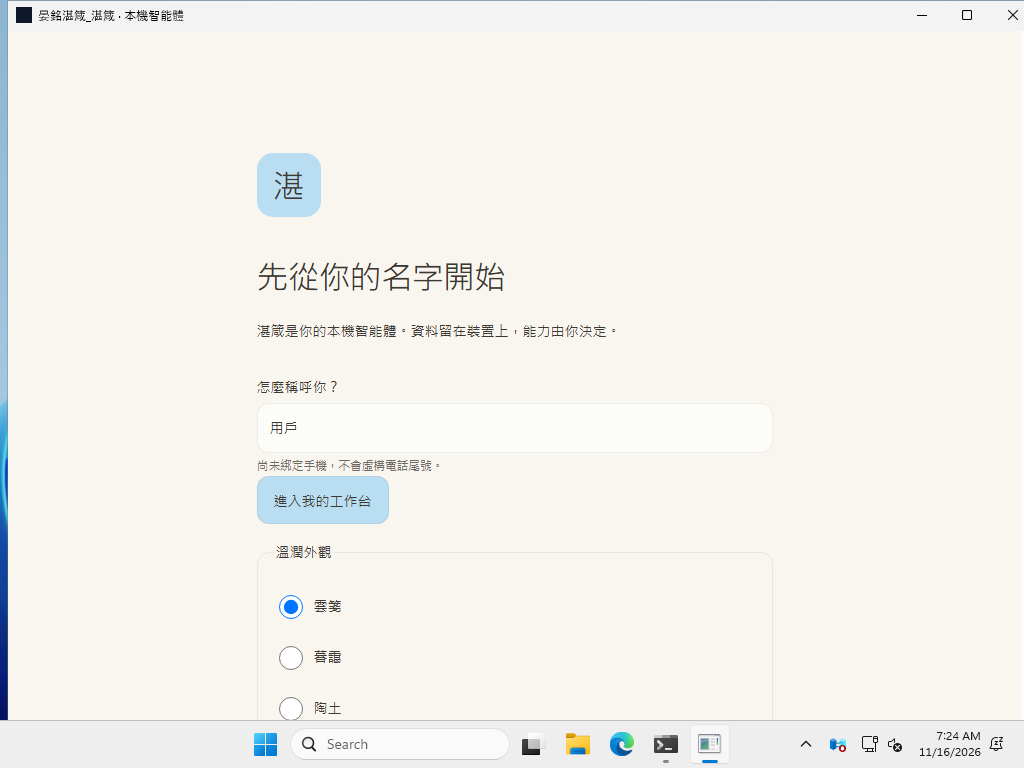 晏銘湛箴_湛箴 · 本機智能體
湛
先從你的名字開始
湛箴是你的本機智能體。資料留在裝置上，能力由你決定。
怎麼稱呼你？
用戶
尚未綁定手機，不會虛構電話尾號。
進入我的工作台
溫潤外觀
雲箋
暮靄
陶土
Search
7:24 AM
11/16/2026